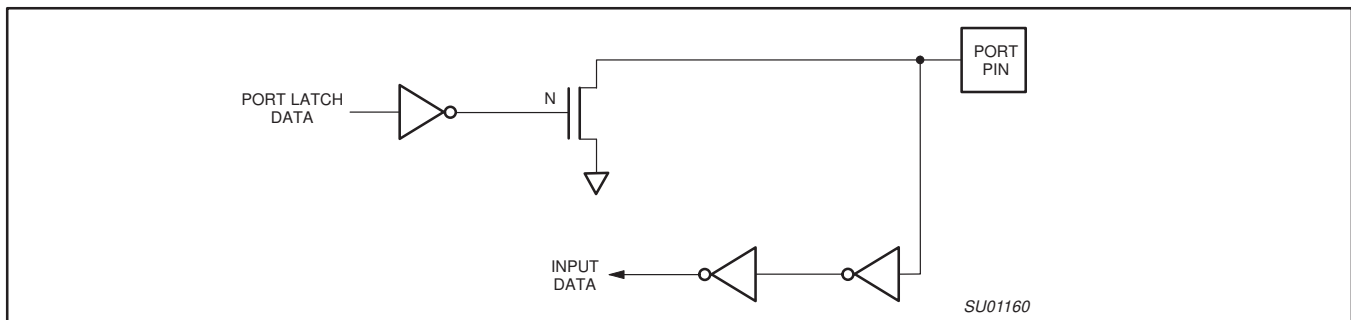 PORT
PIN
PORT LATCH
DATA
N
INPUT
DATA
SU01160